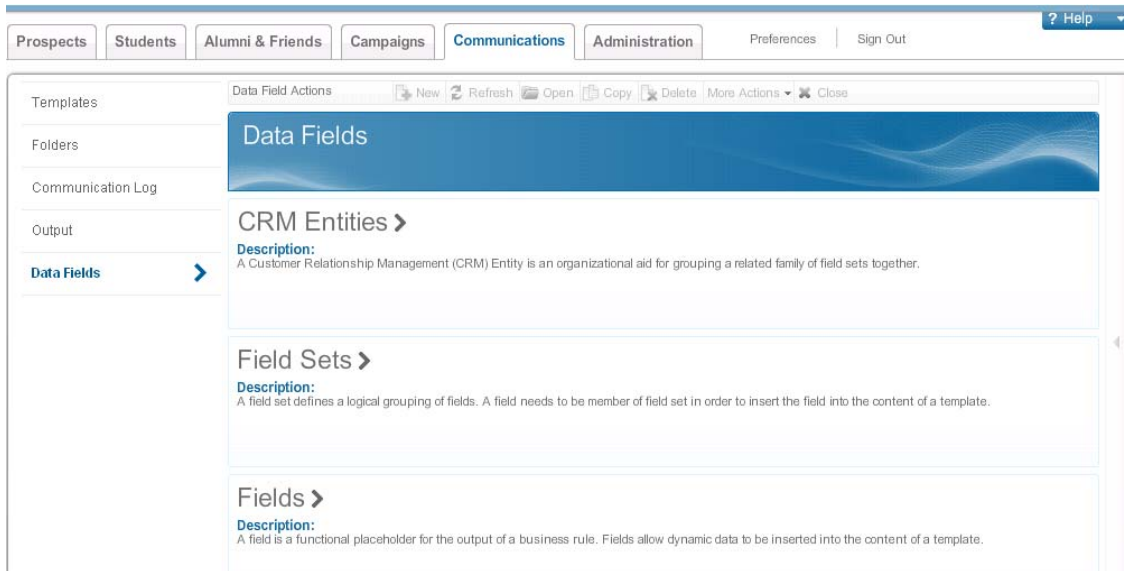 ? Help
Prospects Students Alumni & Friends Campaigns Communications Administration Preferences Sign Out
Templates
Folders
Communication Log
Output
Data Fields
Data Field Actions New Refresh Open Copy Delete More Actions Close
Data Fields
CRM Entities
Description:
A Customer Relationship Management (CRM) Entity is an organizational aid for grouping a related family of field sets together.
Field Sets
Description:
A field set defines a logical grouping of fields. A field needs to be member of field set in order to insert the field into the content of a template.
Fields
Description:
A field is a functional placeholder for the output of a business rule. Fields allow dynamic data to be inserted into the content of a template.